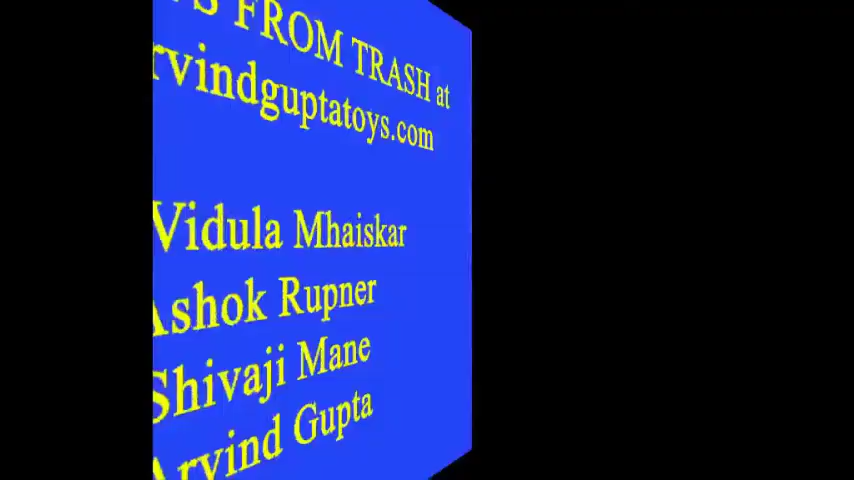 S FROM TRASH at
rvindguptatoys.com
Vidula Mhaiskar
Ashok Rupner
Shivaji Mane
Arvind Gupta